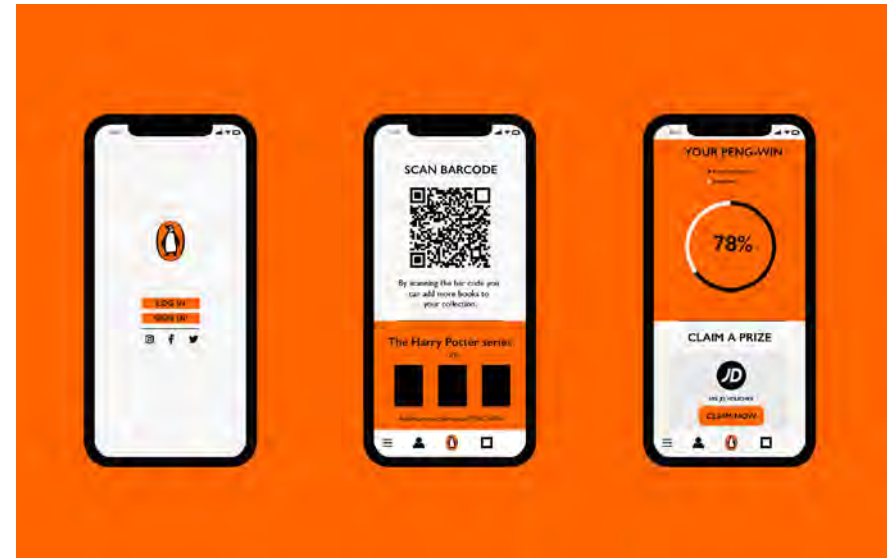 LOG IN
SIGN UP
SCAN BARCODE
By scanning the bar code you
can add more books to
your collection.
The Harry Potter series
YOUR PENG-WIN
78%
CLAIM A PRIZE
JD
CLAIM NOW